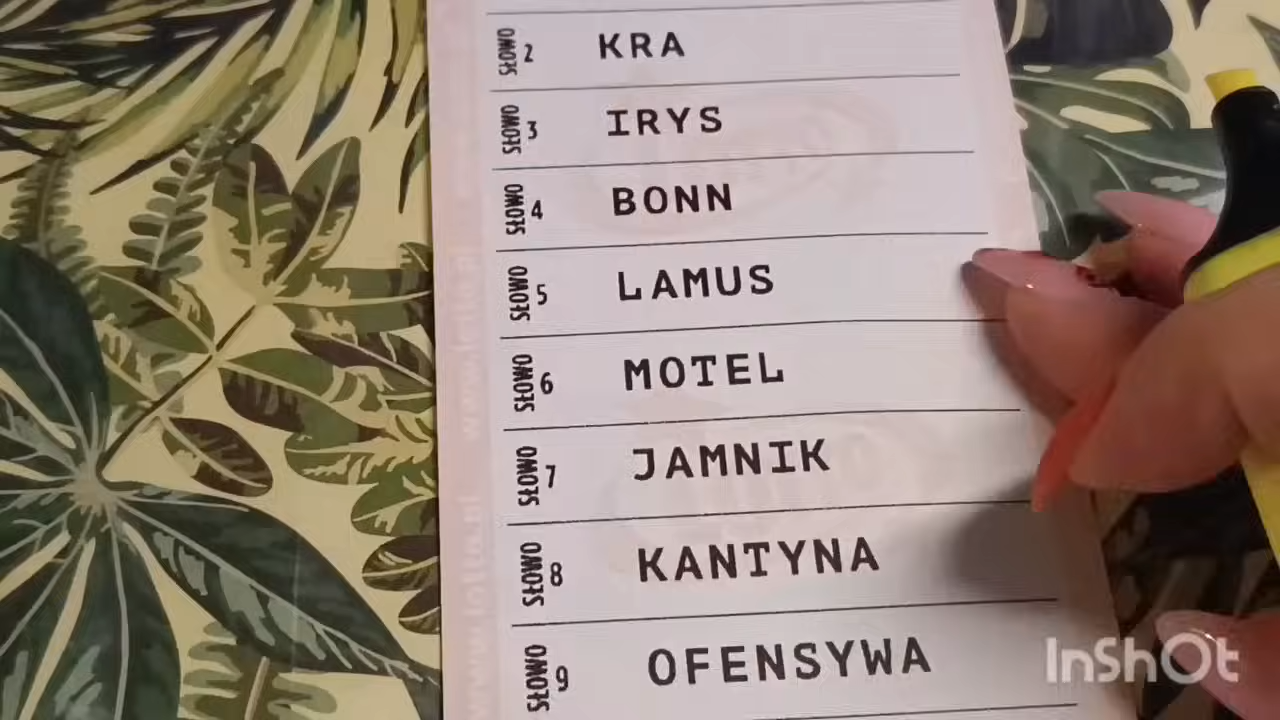 SŁOWO 2 KRA
SŁOWO 3 IRYS
SŁOWO 4 BONN
SŁOWO 5 LAMUS
SŁOWO 6 MOTEL
SŁOWO 7 JAMNIK
SŁOWO 8 KANTYNA
SŁOWO 9 OFENSYWA
InShOt